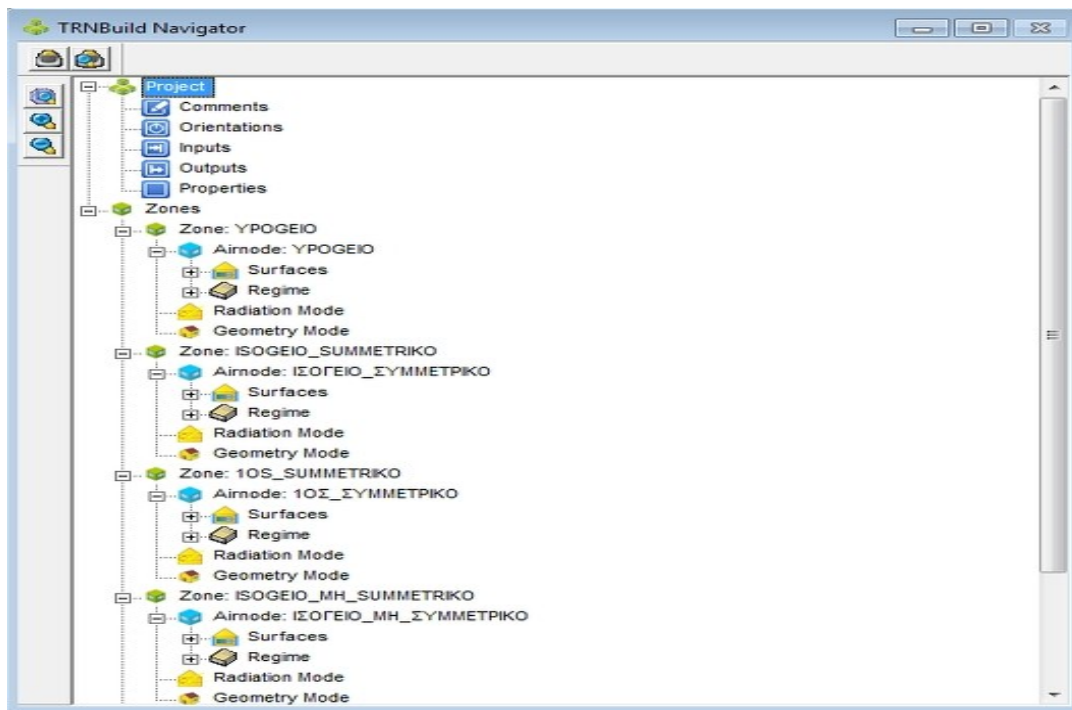 TRNBuild Navigator
Project
Comments
Orientations
Inputs
Outputs
Properties
Zones
Zone: YPOGEIO
Airnode: YPOGEIO
Surfaces
Regime
Radiation Mode
Geometry Mode
Zone: ISOGEIO_SUMMETRIKO
Airnode: ΙΣΟΓΕΙΟ_ΣΥΜΜΕΤΡΙΚΟ
Surfaces
Regime
Radiation Mode
Geometry Mode
Zone: 1OS_SUMMETRIKO
Airnode: 1ΟΣ_ΣΥΜΜΕΤΡΙΚΟ
Surfaces
Regime
Radiation Mode
Geometry Mode
Zone: ISOGEIO_MH_SUMMETRIKO
Airnode: ΙΣΟΓΕΙΟ_ΜΗ_ΣΥΜΜΕΤΡΙΚΟ
Surfaces
Regime
Radiation Mode
Geometry Mode